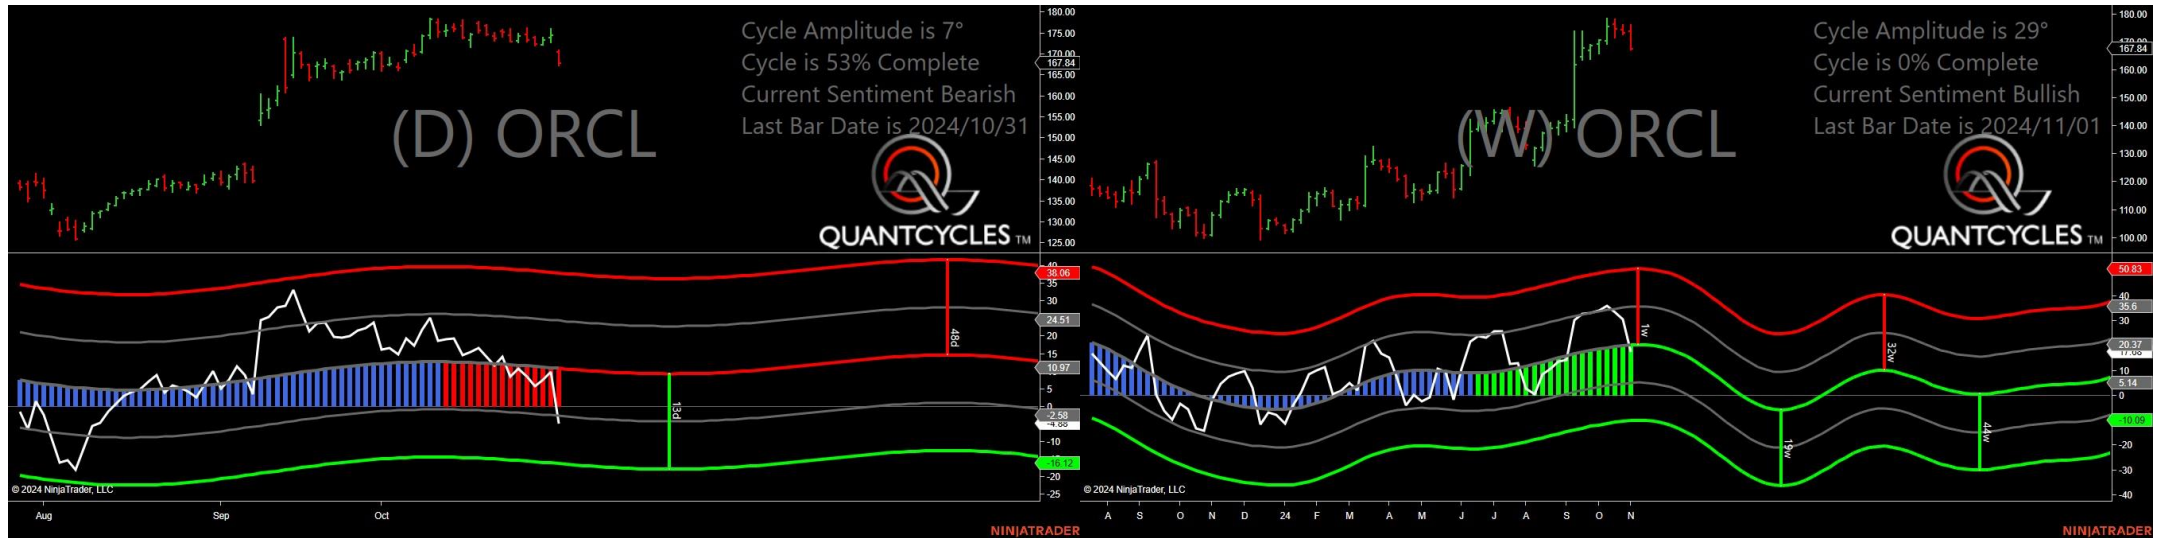 Cycle Amplitude is 7°
Cycle is 53% Complete
Current Sentiment Bearish
Last Bar Date is 2024/10/31
(D) ORCL
QUANTCYCLES TM
180.00
175.00
170.00
167.84
165.00
160.00
155.00
150.00
145.00
140.00
135.00
130.00
125.00
38.06
35
30
24.51
20
15
10.97
5
0
-2.58
-4.88
-10
-16.12
-20
-25
48d
13d
© 2024 NinjaTrader, LLC
Aug Sep Oct
NINJATRADER
Cycle Amplitude is 29°
Cycle is 0% Complete
Current Sentiment Bullish
Last Bar Date is 2024/11/01
(W) ORCL
QUANTCYCLES TM
180.00
170.00
167.84
160.00
150.00
140.00
130.00
120.00
110.00
100.00
50.83
40
35.6
30
20.37
10
5.14
0
-10.09
-20
-30
-40
1w
32w
19w
44w
© 2024 NinjaTrader, LLC
A S O N D 24 F M A M J J A S O N
NINJATRADER